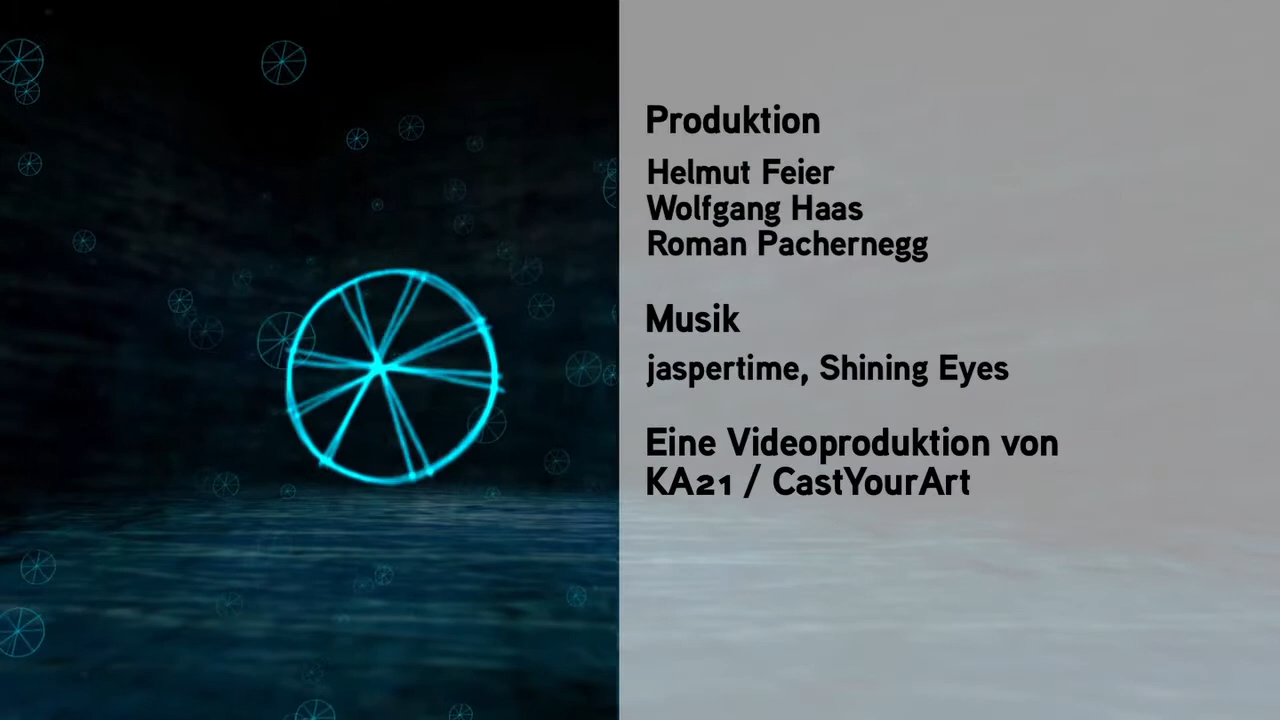 Produktion
Helmut Feier
Wolfgang Haas
Roman Pachernegg
Musik
jaspertime, Shining Eyes
Eine Videoproduktion von
KA21 / CastYourArt